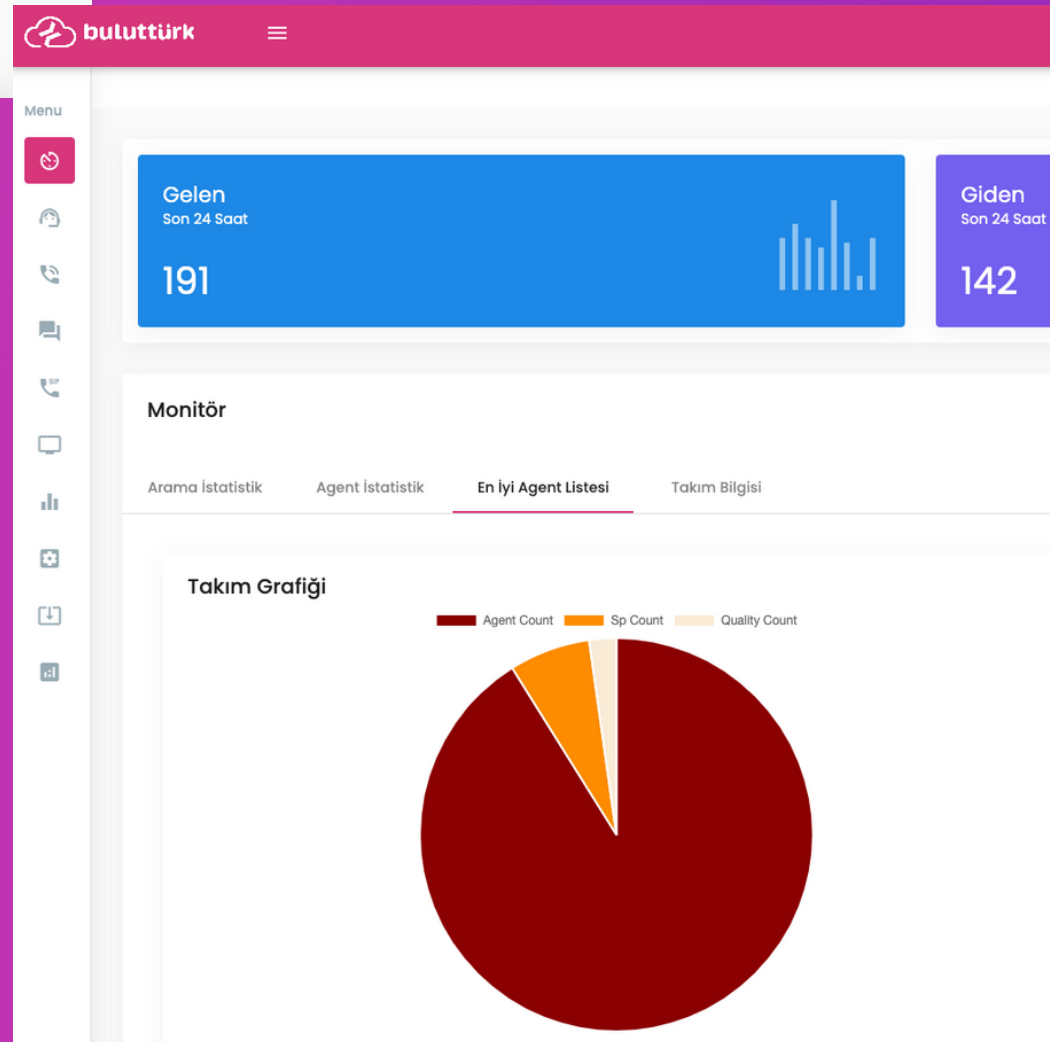 buluttürk
Menu
Gelen
Son 24 Saat
191
Giden
Son 24 Saat
142
SIP
Monitör
Arama İstatistik
Agent İstatistik
En İyi Agent Listesi
Takım Bilgisi
Takım Grafiği
Agent Count
Sp Count
Quality Count